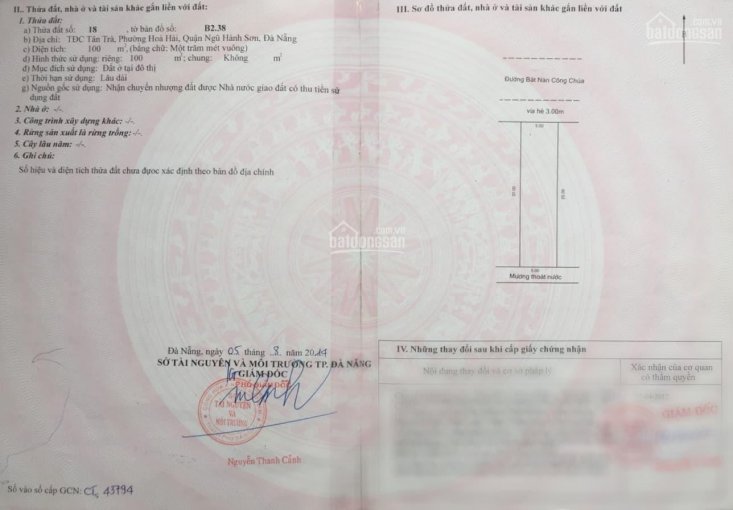 II.. Thửa đất, nhà ở và tài sản khác gắn liền với đất:
1. Thửa đất:
a) Thửa đất số: 18 , tờ bản đồ số: B2.38
b) Địa chỉ: TĐC Tân Trà, Phường Hoà Hải, Quận Ngũ Hành Sơn, Đà Nẵng
c) Diện tích: 100 m², (bằng chữ: Một trăm mét vuông)
d) Hình thức sử dụng: riêng: 100 m²; chung: Không m²
đ) Mục đích sử dụng: Đất ở tại đô thị
e) Thời hạn sử dụng: Lâu dài
g) Nguồn gốc sử dụng: Nhận chuyển nhượng đất được Nhà nước giao đất có thu tiền sử
dụng đất
2. Nhà ở: -/-
3. Công trình xây dựng khác: -/-
4. Rừng sản xuất là rừng trồng: -/-
5. Cây lâu năm: -/-
6. Ghi chú:
Số hiệu và diện tích thửa đất chưa được xác định theo bản đồ địa chính
Đà Nẵng, ngày 05 tháng 8 năm 2014
SỞ TÀI NGUYÊN VÀ MÔI TRƯỜNG TP. ĐÀ NẴNG
GIÁM ĐỐC
PHÓ GIÁM ĐỐC
TÀI NGUYÊN
VÀ
MÔI TRƯỜNG
Nguyễn Thanh Cảnh
Số vào sổ cấp GCN: CT, 43794
III. Sơ đồ thửa đất, nhà ở và tài sản khác gắn liền với đất
Đường Bát Nàn Công Chúa
vỉa hè 3.00m
5.00
20.00
20.00
5.00
Mương thoát nước
IV. Những thay đổi sau khi cấp giấy chứng nhận
Nội dung thay đổi và cơ sở pháp lý
Xác nhận của cơ quan
có thẩm quyền
GIÁM ĐỐC
batdongsan
.com.vn
batdongsan
.com.vn